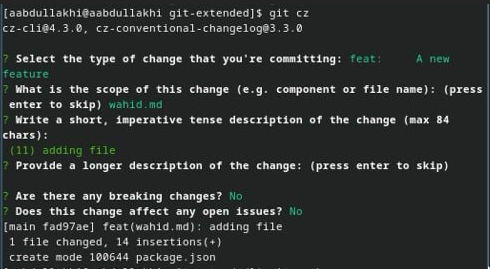 [aabdullakhi@aabdullakhi git-extended]$ git cz
cz-cli@4.3.0, cz-conventional-changelog@3.3.0

? Select the type of change that you're committing: feat:     A new
feature
? What is the scope of this change (e.g. component or file name): (press
 enter to skip) wahid.md
? Write a short, imperative tense description of the change (max 84
chars):
 (11) adding file
? Provide a longer description of the change: (press enter to skip)

? Are there any breaking changes? No
? Does this change affect any open issues? No
[main fad97ae] feat(wahid.md): adding file
 1 file changed, 14 insertions(+)
 create mode 100644 package.json